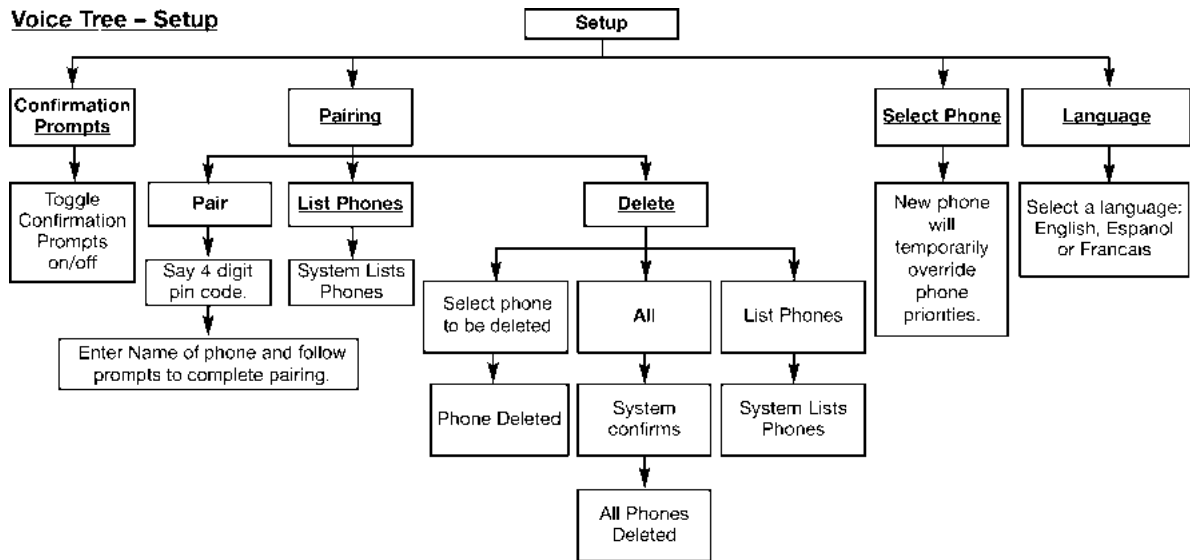 Voice Tree – Setup
Setup
Confirmation
Prompts
Pairing
Select Phone
Language
Toggle
Confirmation
Prompts
on/off
Pair
List Phones
Delete
New phone
will
temporarily
override
phone
priorities.
Select a language:
English, Espanol
or Francais
Say 4 digit
pin code.
System Lists
Phones
Select phone
to be deleted
All
List Phones
Enter Name of phone and follow
prompts to complete pairing.
Phone Deleted
System
confirms
System Lists
Phones
All Phones
Deleted